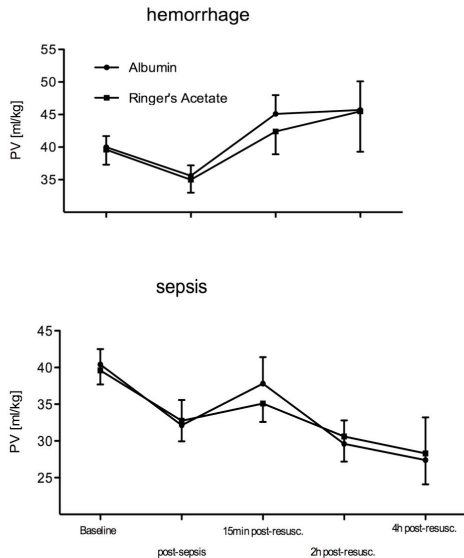 hemorrhage
55
50
45
40
35
PV [ml/kg]
Albumin
Ringer's Acetate
sepsis
45
40
35
30
25
PV [ml/kg]
Baseline
post-sepsis
15min post-resusc.
2h post-resusc.
4h post-resusc.